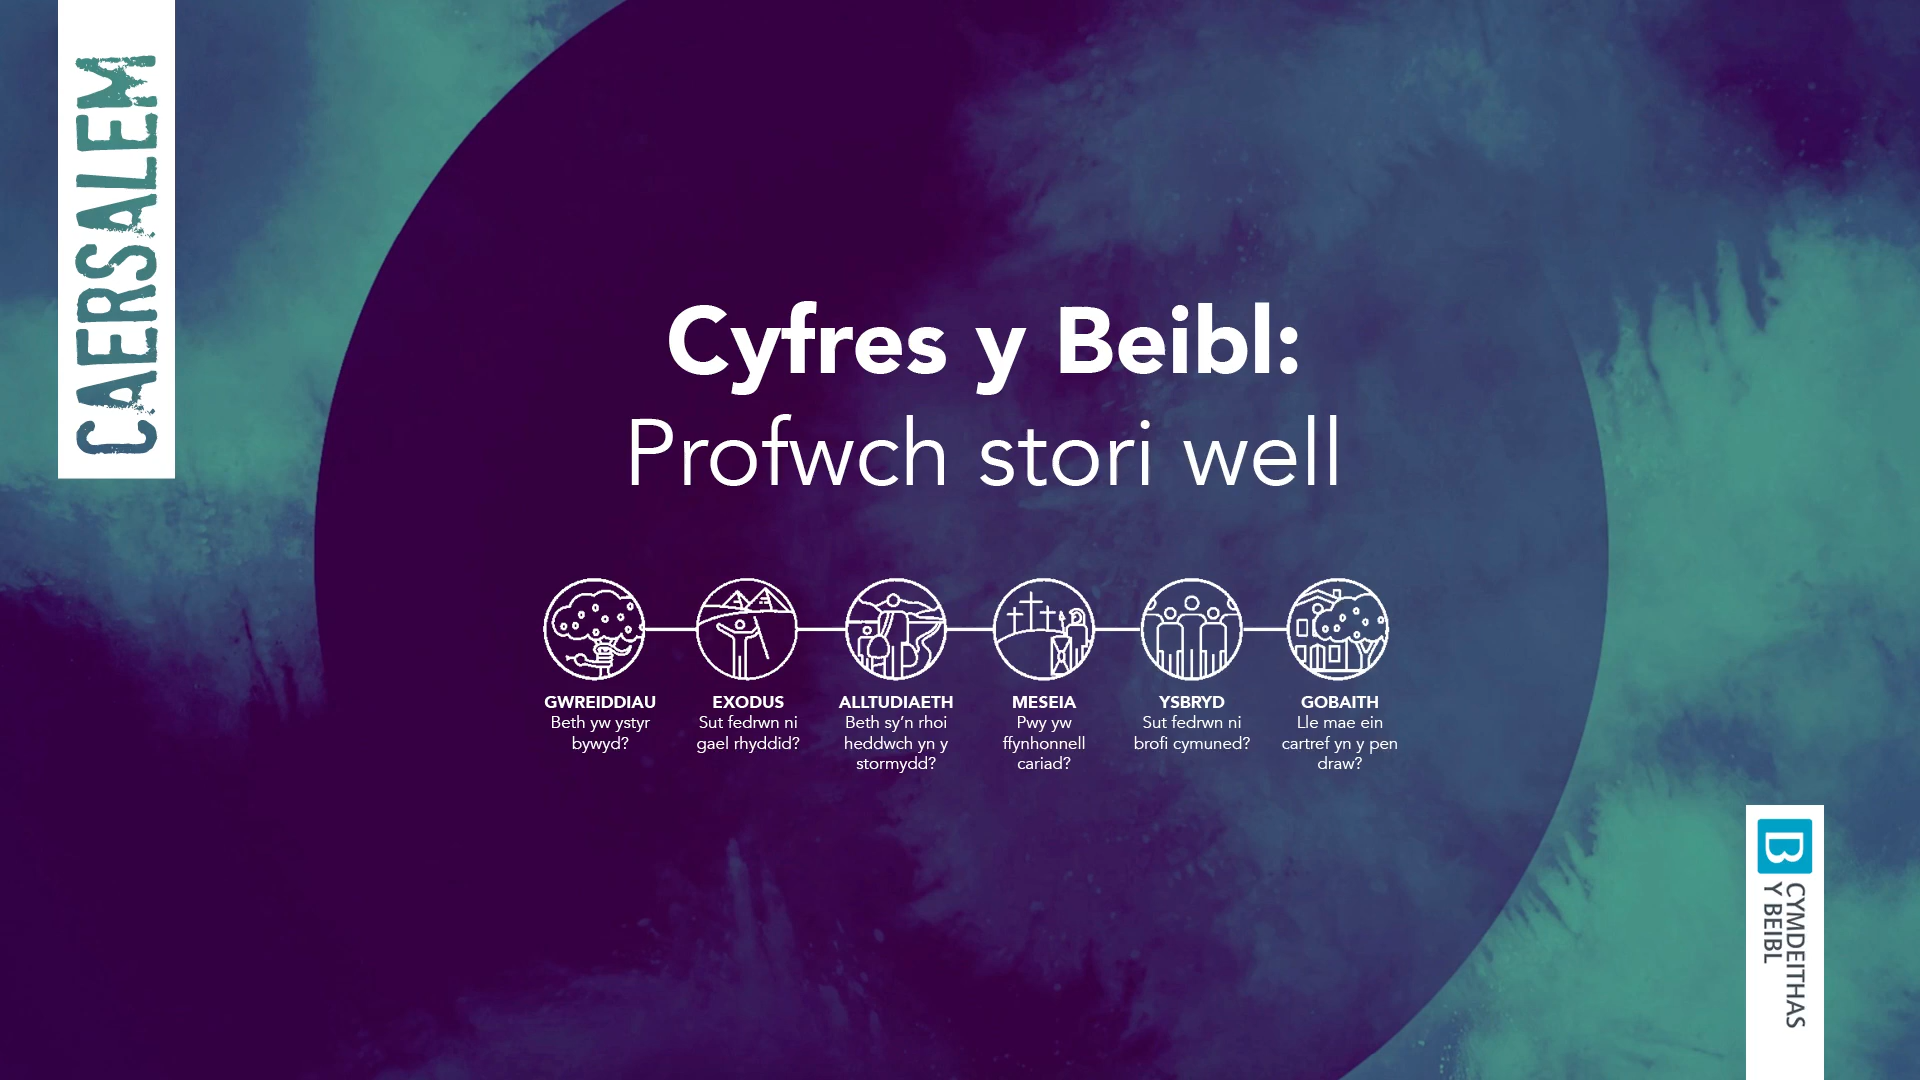 CAERSALEM
Cyfres y Beibl:
Profwch stori well
GWREIDDIAU
Beth yw ystyr
bywyd?
EXODUS
Sut fedrwn ni
gael rhyddid?
ALLTUDIAETH
Beth sy’n rhoi
heddwch yn y
stormydd?
MESEIA
Pwy yw
ffynhonnell
cariad?
YSBRYD
Sut fedrwn ni
brofi cymuned?
GOBAITH
Lle mae ein
cartref yn y pen
draw?
B
CYMDEITHAS
Y BEIBL